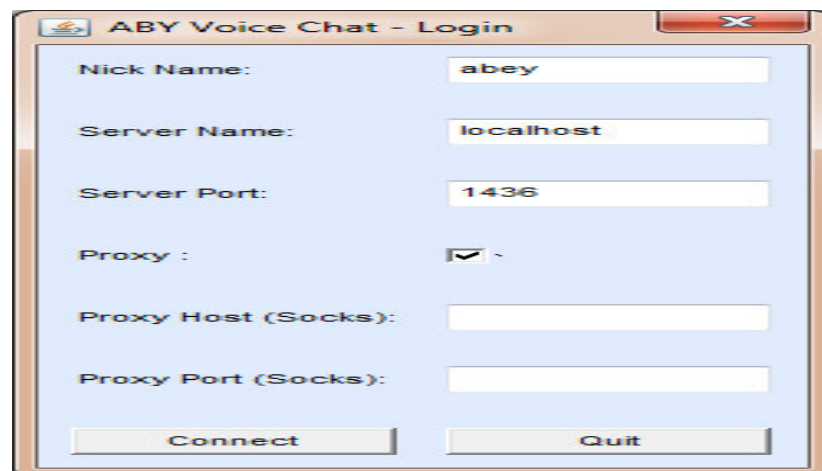 ABY Voice Chat - Login
Nick Name: abey
Server Name: localhost
Server Port: 1436
Proxy : ~
Proxy Host (Socks):
Proxy Port (Socks):
Connect Quit